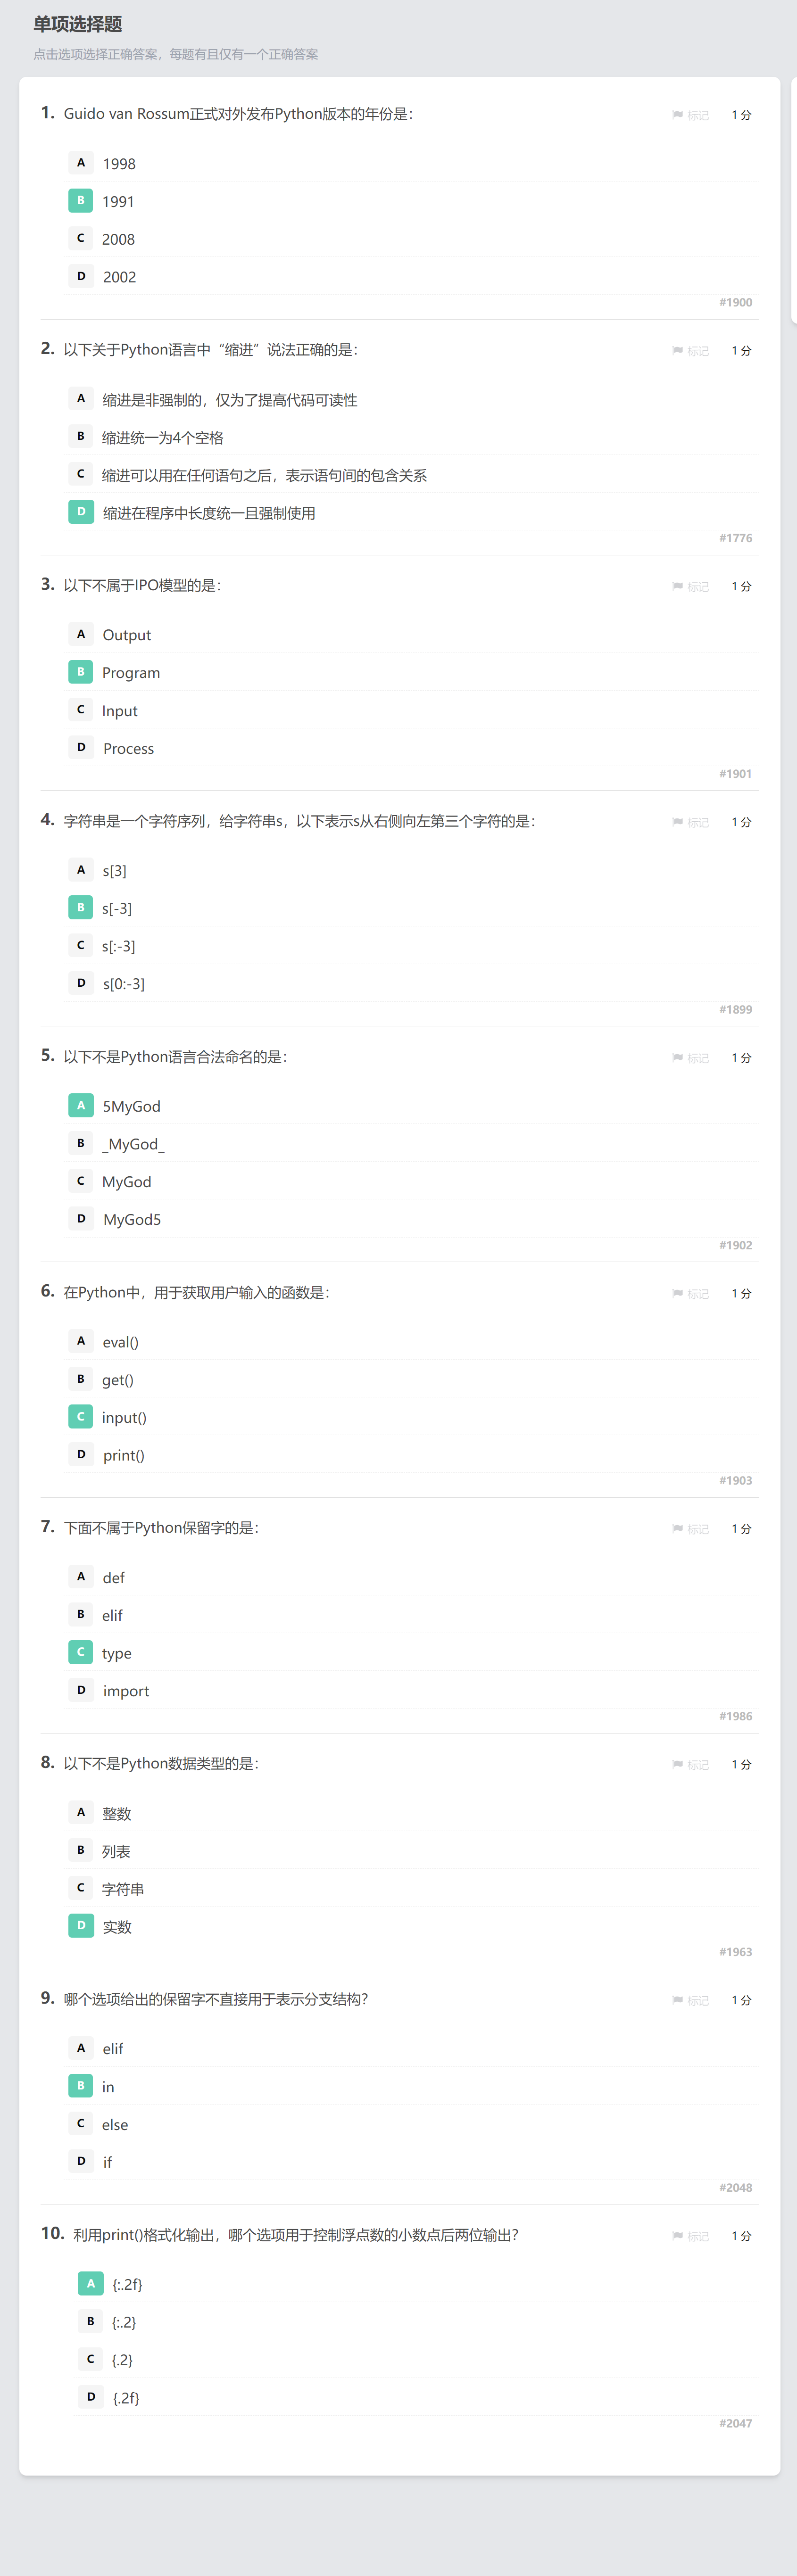 单项选择题
点击选项选择正确答案，每题有且仅有一个正确答案
1. Guido van Rossum正式对外发布Python版本的年份是： 标记 1 分
A 1998
B 1991
C 2008
D 2002
#1900
2. 以下关于Python语言中“缩进”说法正确的是： 标记 1 分
A 缩进是非强制的，仅为了提高代码可读性
B 缩进统一为4个空格
C 缩进可以用在任何语句之后，表示语句间的包含关系
D 缩进在程序中长度统一且强制使用
#1776
3. 以下不属于IPO模型的是： 标记 1 分
A Output
B Program
C Input
D Process
#1901
4. 字符串是一个字符序列，给字符串s，以下表示s从右侧向左第三个字符的是： 标记 1 分
A s[3]
B s[-3]
C s[:-3]
D s[0:-3]
#1899
5. 以下不是Python语言合法命名的是： 标记 1 分
A 5MyGod
B _MyGod_
C MyGod
D MyGod5
#1902
6. 在Python中，用于获取用户输入的函数是： 标记 1 分
A eval()
B get()
C input()
D print()
#1903
7. 下面不属于Python保留字的是： 标记 1 分
A def
B elif
C type
D import
#1986
8. 以下不是Python数据类型的是： 标记 1 分
A 整数
B 列表
C 字符串
D 实数
#1963
9. 哪个选项给出的保留字不直接用于表示分支结构？ 标记 1 分
A elif
B in
C else
D if
#2048
10. 利用print()格式化输出，哪个选项用于控制浮点数的小数点后两位输出？ 标记 1 分
A {:.2f}
B {:.2}
C {.2}
D {.2f}
#2047